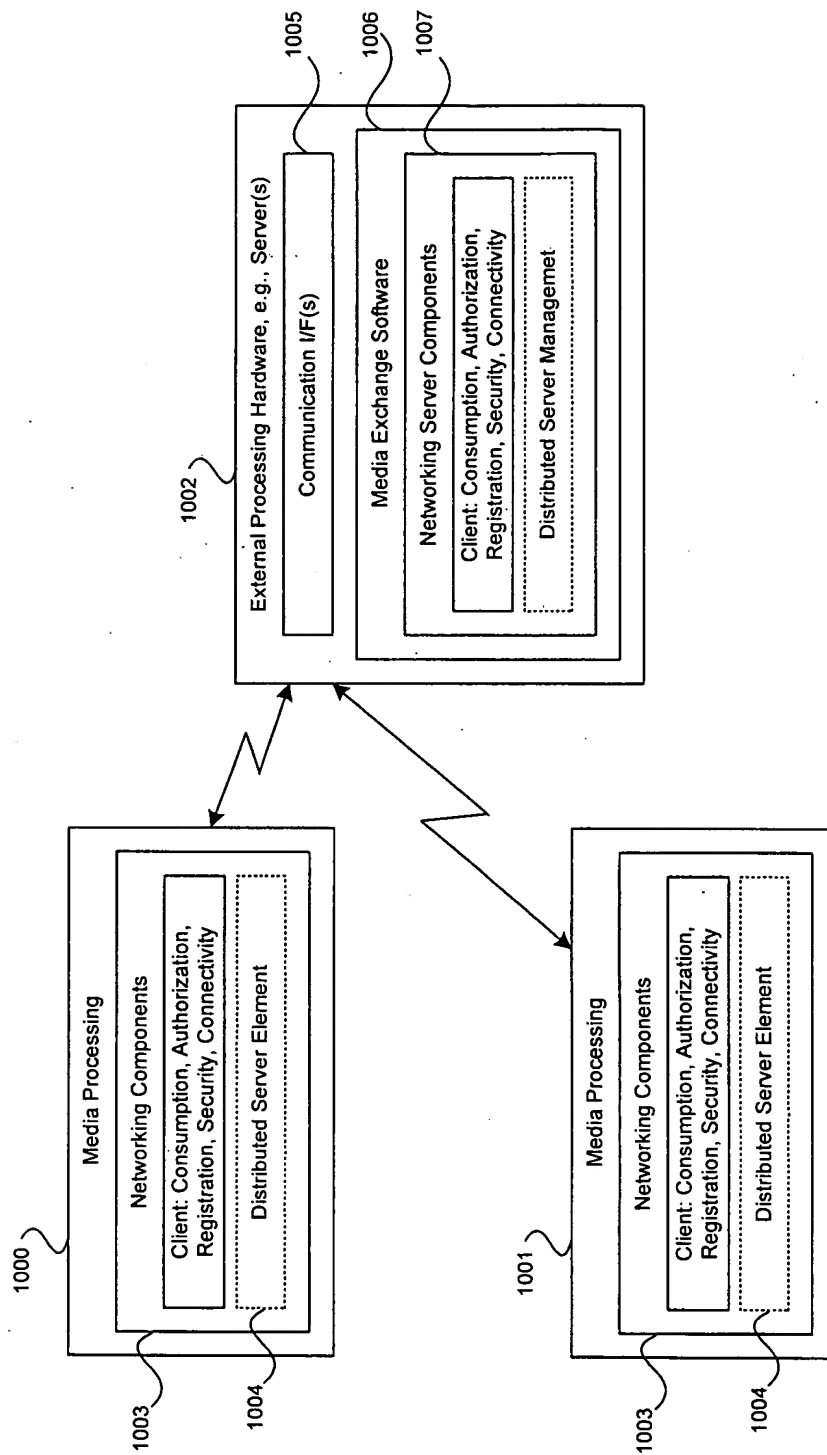 1000
Media Processing
Networking Components
Client: Consumption, Authorization,
Registration, Security, Connectivity
Distributed Server Element
1003
1004
1001
Media Processing
Networking Components
Client: Consumption, Authorization,
Registration, Security, Connectivity
Distributed Server Element
1003
1004
1002
External Processing Hardware, e.g., Server(s)
Communication I/F(s)
Media Exchange Software
Networking Server Components
Client: Consumption, Authorization,
Registration, Security, Connectivity
Distributed Server Managemet
1005
1006
1007